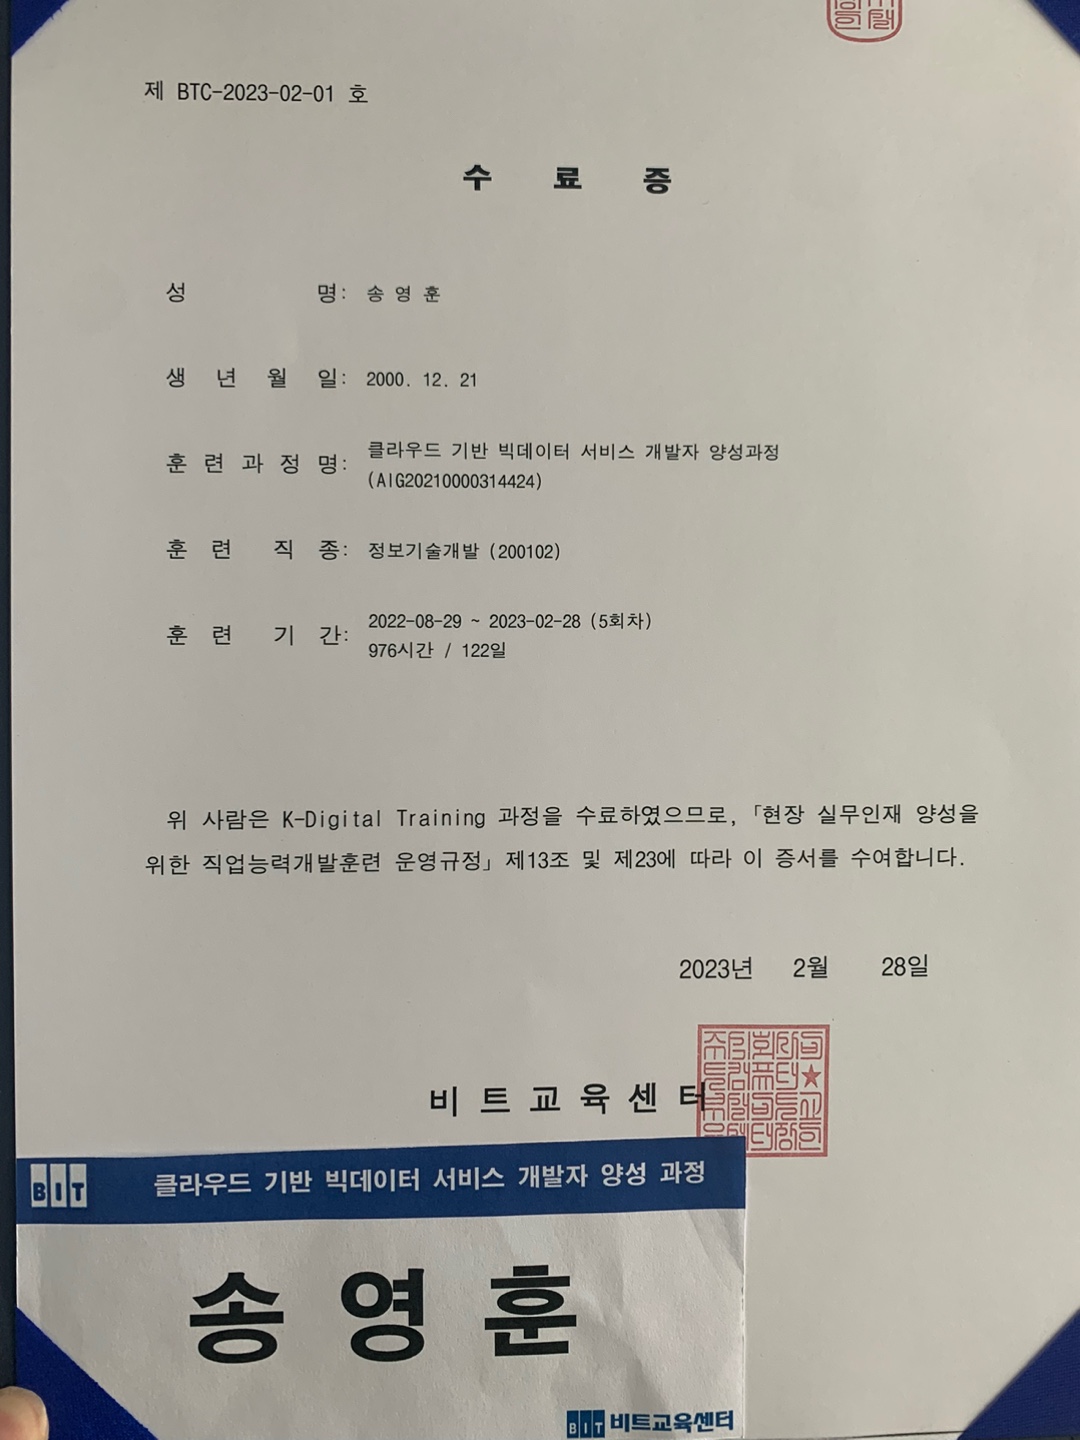 제 BTC-2023-02-01 호
수 료 증
성 명: 송 영 훈
생 년 월 일: 2000. 12. 21
훈 련 과 정 명: 클라우드 기반 빅데이터 서비스 개발자 양성과정
(AIG20210000314424)
훈 련 직 종: 정보기술개발 (200102)
훈 련 기 간: 2022-08-29 ~ 2023-02-28 (5회차)
976시간 / 122일
위 사람은 K-Digital Training 과정을 수료하였으므로, 「현장 실무인재 양성을
위한 직업능력개발훈련 운영규정」 제13조 및 제23에 따라 이 증서를 수여합니다.
2023년 2월 28일
비 트 교 육 센 터
BIT 클라우드 기반 빅데이터 서비스 개발자 양성 과정
송 영 훈
BIT 비트교육센터